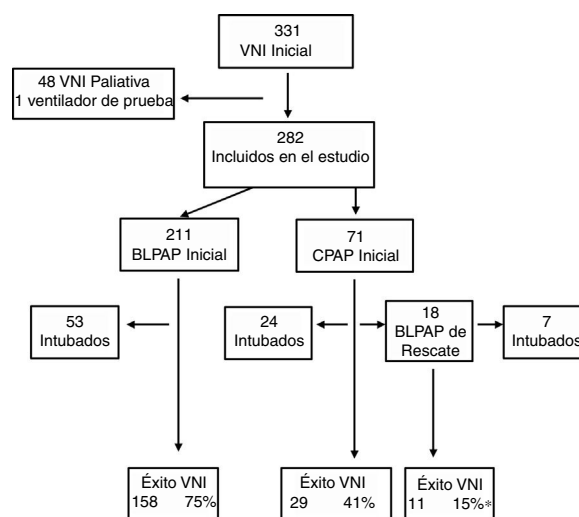 331
VNI Inicial
48 VNI Paliativa
1 ventilador de prueba
282
Incluidos en el estudio
211
BLPAP Inicial
71
CPAP Inicial
53
Intubados
24
Intubados
18
BLPAP de
Rescate
7
Intubados
Éxito VNI
158 75%
Éxito VNI
29 41%
Éxito VNI
11 15%*